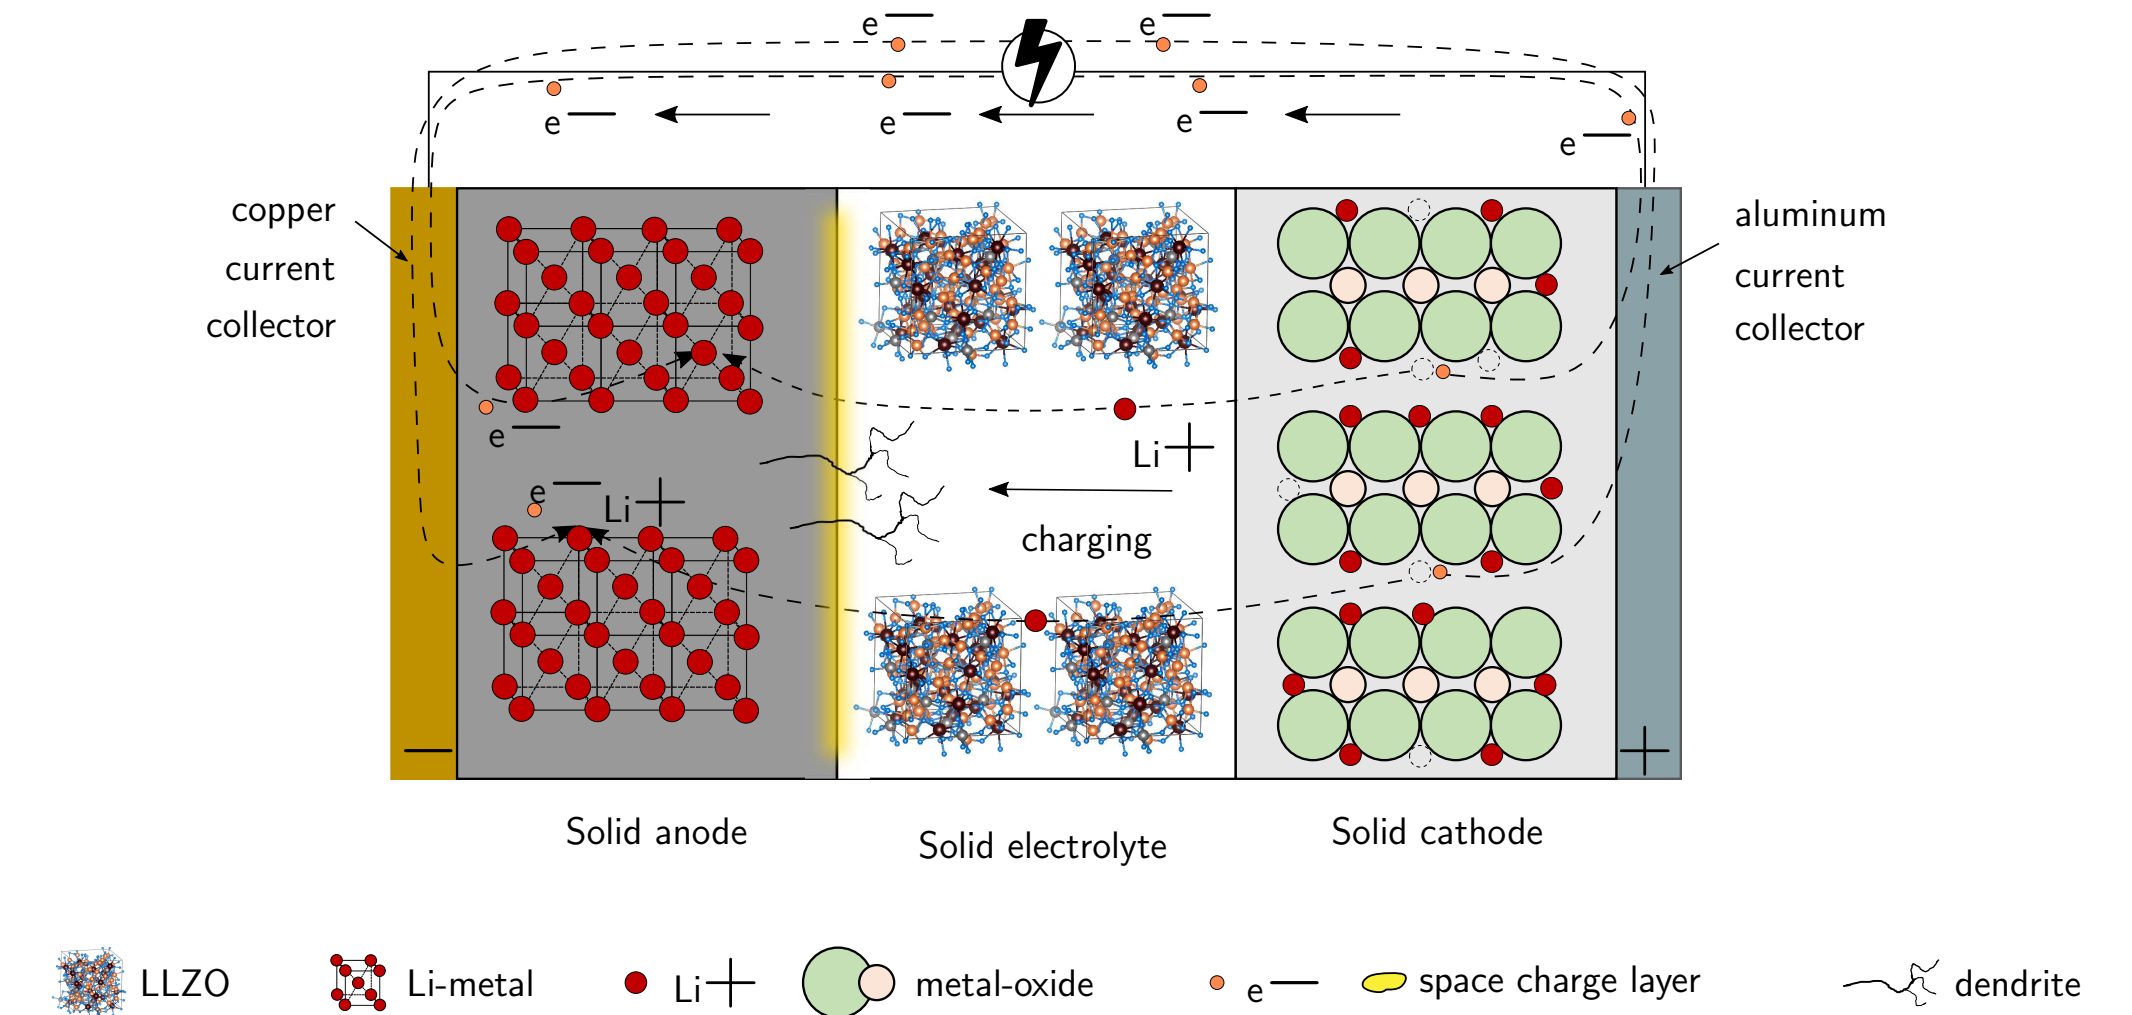 e—
e—
e—
e—
e—
e—
copper
current
collector
aluminum
current
collector
e—
Li+
e—
Li+
charging
—
+
Solid anode
Solid electrolyte
Solid cathode
LLZO
Li-metal
Li+
metal-oxide
e—
space charge layer
dendrite